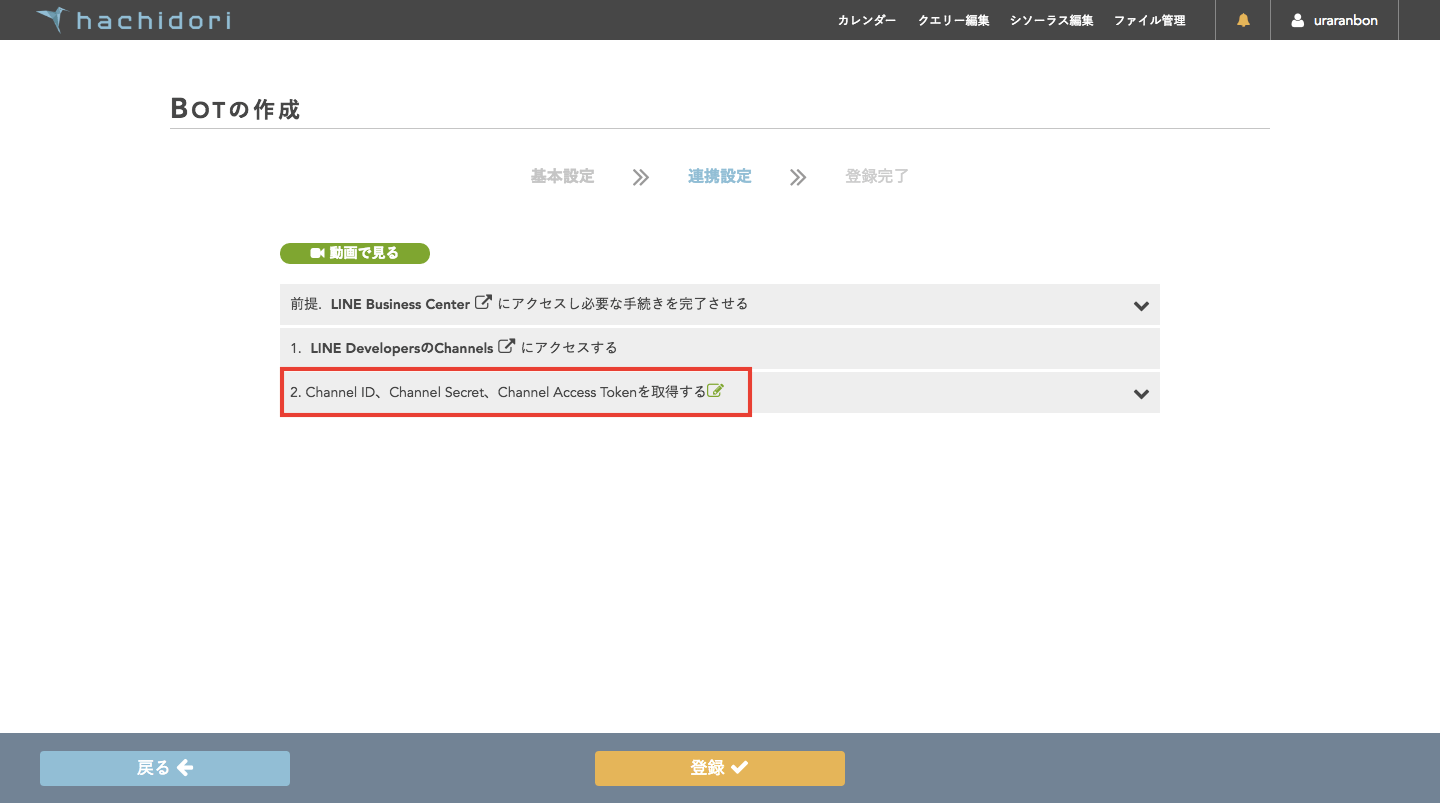 hachidori
カレンダー クエリー編集 シソーラス編集 ファイル管理 uraranbon
BOTの作成
基本設定 連携設定 登録完了
動画で見る
前提. LINE Business Center にアクセスし必要な手続きを完了させる
1. LINE DevelopersのChannels にアクセスする
2. Channel ID、Channel Secret、Channel Access Tokenを取得する
戻る 登録